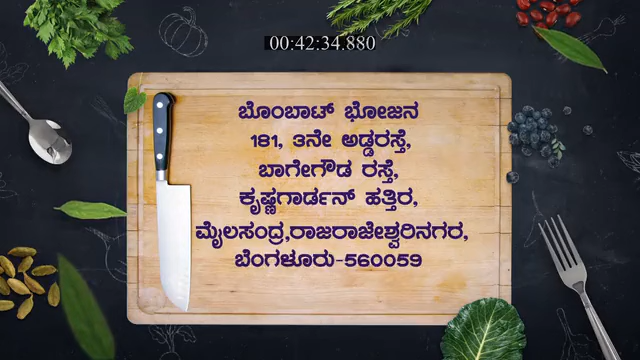 00:42:34.880
ಬೊಂಬಾಟ್ ಭೋಜನ
181, 3ನೇ ಅಡ್ಡರಸ್ತೆ,
ಬಾಗೇಗೌಡ ರಸ್ತೆ,
ಕೃಷ್ಣಗಾರ್ಡನ್ ಹತ್ತಿರ,
ಮೈಲಸಂದ್ರ,ರಾಜರಾಜೇಶ್ವರಿನಗರ,
ಬೆಂಗಳೂರು-560059